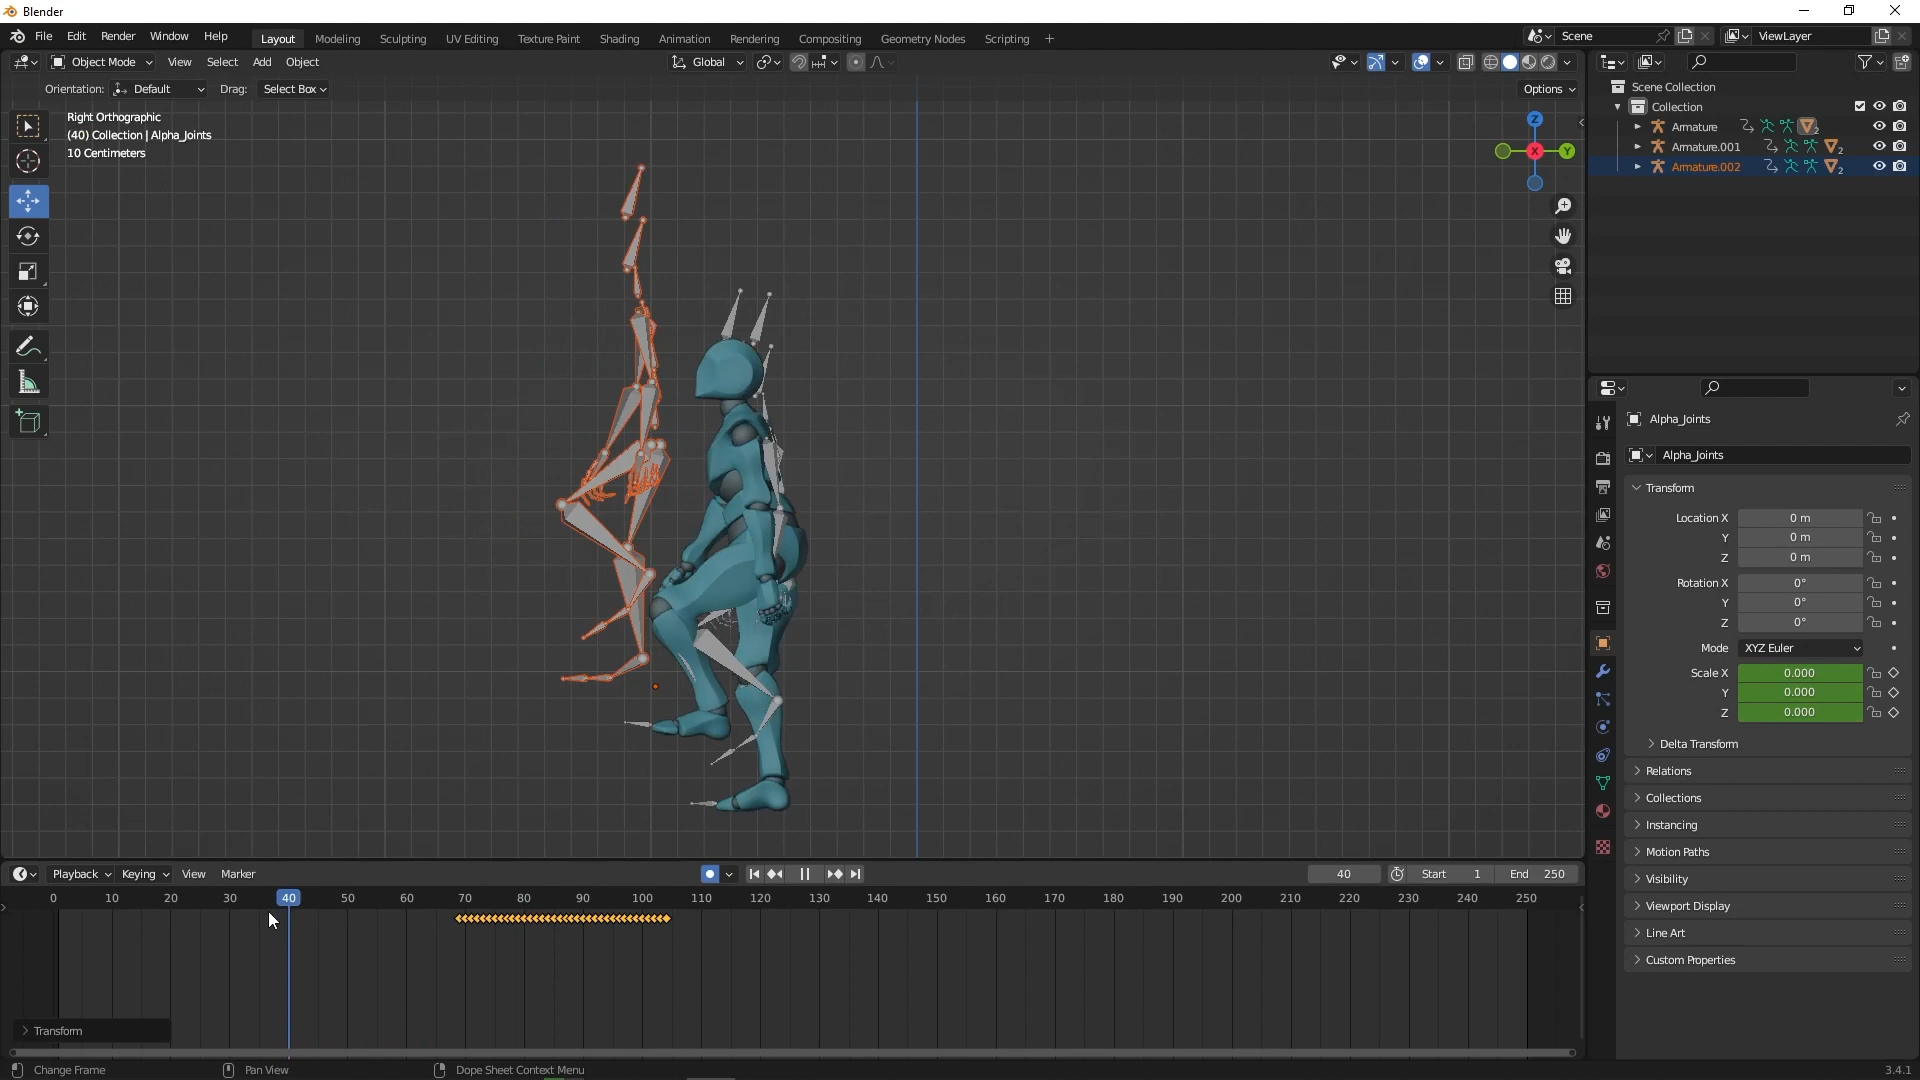 Blender
File Edit Render Window Help Layout Modeling Sculpting UV Editing Texture Paint Shading Animation Rendering Compositing Geometry Nodes Scripting + Scene ViewLayer
Object Mode View Select Add Object Global
Orientation: Default Drag: Select Box Options
Right Orthographic
(40) Collection | Alpha_Joints
10 Centimeters
Z
X
Y
Scene Collection
Collection
Armature 2
Armature.001 2
Armature.002 2
Alpha_Joints
Alpha_Joints
Transform
Location X 0 m
Y 0 m
Z 0 m
Rotation X 0°
Y 0°
Z 0°
Mode XYZ Euler
Scale X 0.000
Y 0.000
Z 0.000
Delta Transform
Relations
Collections
Instancing
Motion Paths
Visibility
Viewport Display
Line Art
Custom Properties
Playback Keying View Marker 40 Start 1 End 250
0 10 20 30 40 50 60 70 80 90 100 110 120 130 140 150 160 170 180 190 200 210 220 230 240 250
Transform
Change Frame Pan View Dope Sheet Context Menu 3.4.1